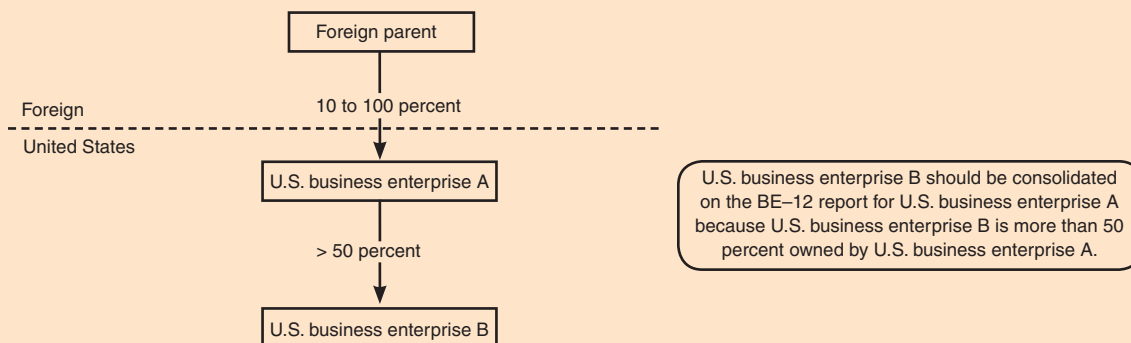 Foreign parent
10 to 100 percent
Foreign
United States
U.S. business enterprise A
> 50 percent
U.S. business enterprise B
U.S. business enterprise B should be consolidated
on the BE–12 report for U.S. business enterprise A
because U.S. business enterprise B is more than 50
percent owned by U.S. business enterprise A.